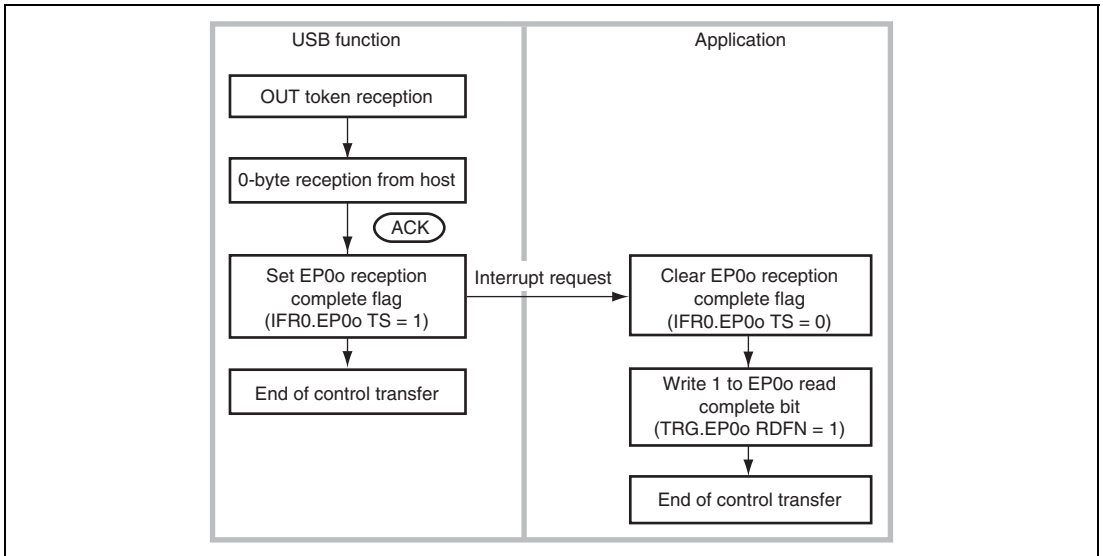 USB function
Application
OUT token reception
0-byte reception from host
ACK
Set EP0o reception
complete flag
(IFR0.EP0o TS = 1)
Interrupt request
Clear EP0o reception
complete flag
(IFR0.EP0o TS = 0)
End of control transfer
Write 1 to EP0o read
complete bit
(TRG.EP0o RDFN = 1)
End of control transfer